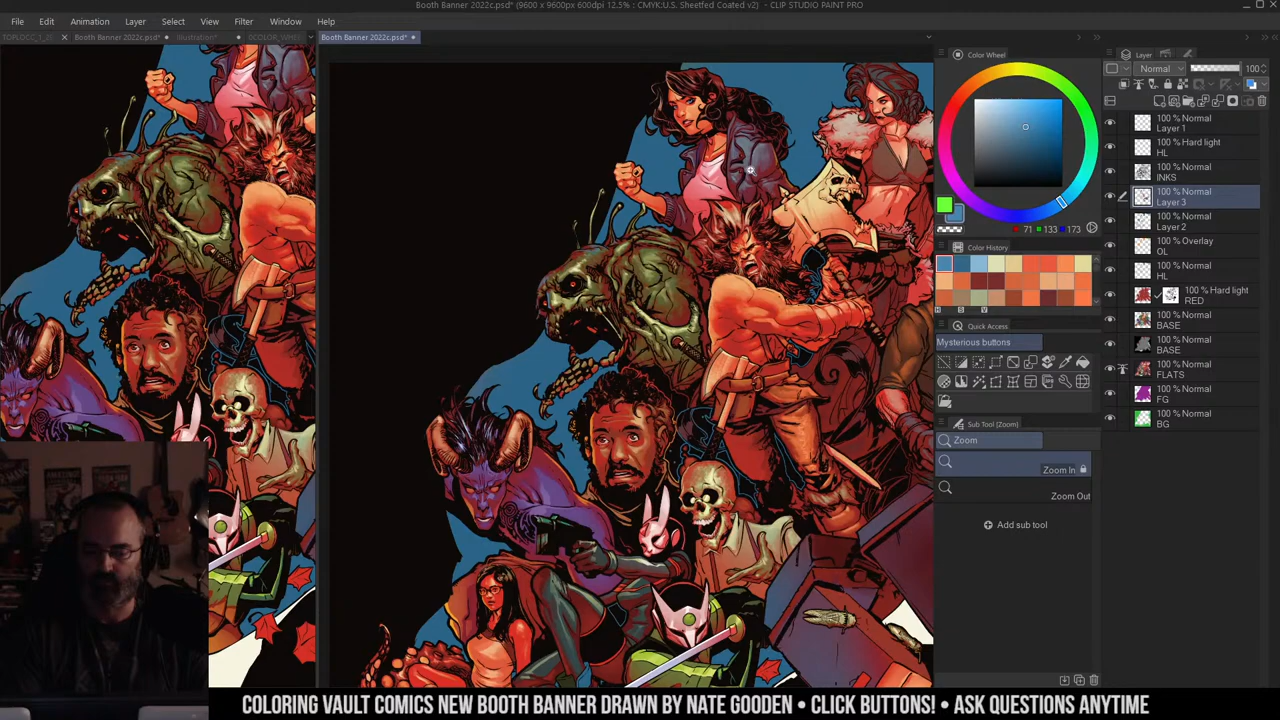 Booth Banner 2022c.psd* (9600 x 9600px 600dpi 12.5% : CMYK:U.S. Sheetfed Coated v2) - CLIP STUDIO PAINT PRO
File Edit Animation Layer Select View Filter Window Help
Booth Banner 2022c.psd* Illustration* Booth Banner 2022c.psd*
Color Wheel
Layer
Normal 100
100 % Normal
Layer 1
100 % Hard light
HL
100 % Normal
INKS
100 % Normal
Layer 3
100 % Normal
Layer 2
100 % Overlay
OL
100 % Normal
HL
100 % Hard light
RED
100 % Normal
BASE
100 % Normal
BASE
100 % Normal
FLATS
100 % Normal
FG
100 % Normal
BG
71 133 173
Color History
H S V
Quick Access
Mysterious buttons
Sub Tool [Zoom]
Zoom
Zoom In
Zoom Out
Add sub tool
COLORING VAULT COMICS NEW BOOTH BANNER DRAWN BY NATE GOODEN • CLICK BUTTONS! • ASK QUESTIONS ANYTIME